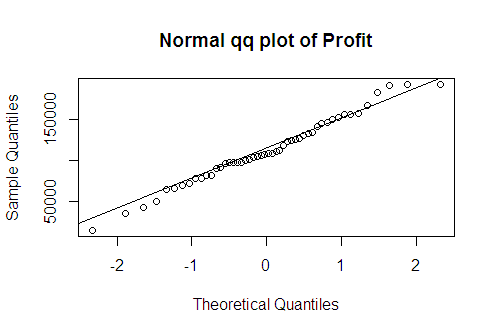 Normal qq plot of Profit
Sample Quantiles
150000
50000
-2 -1 0 1 2
Theoretical Quantiles